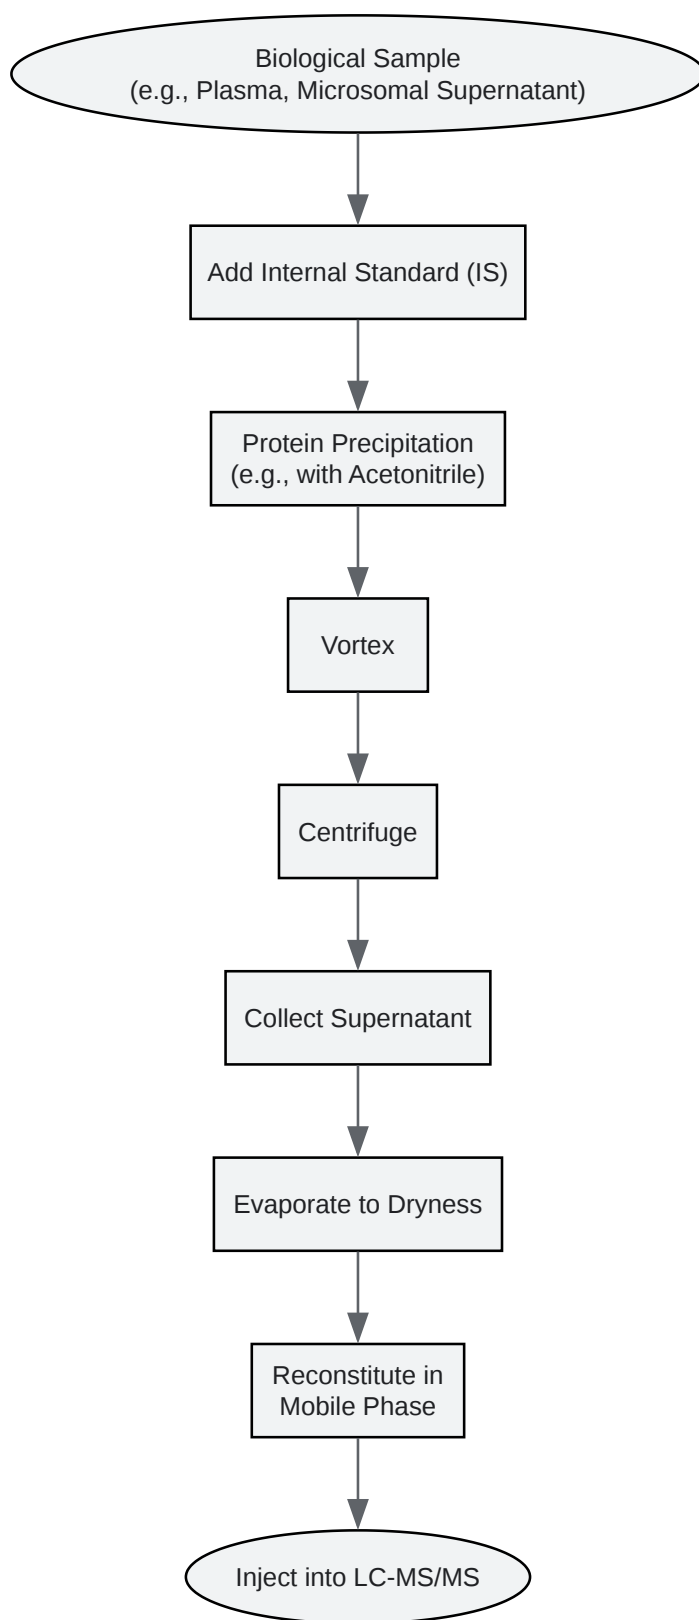 Biological Sample
(e.g., Plasma, Microsomal Supernatant)
Add Internal Standard (IS)
Protein Precipitation
(e.g., with Acetonitrile)
Vortex
Centrifuge
Collect Supernatant
Evaporate to Dryness
Reconstitute in
Mobile Phase
Inject into LC-MS/MS